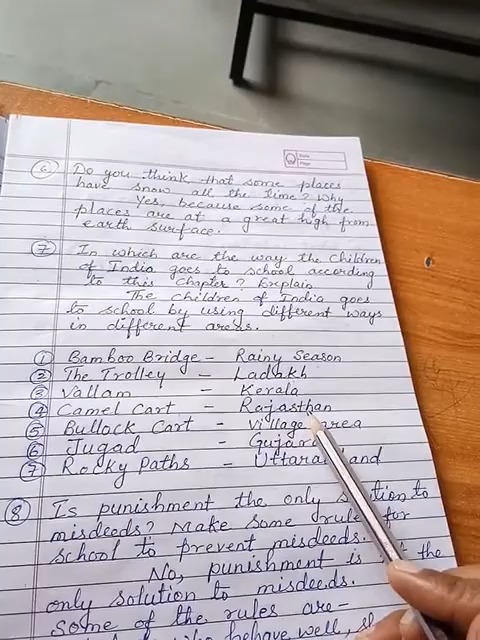 Date
Page
6 Do you think that some places
have snow all the time? Why
Yes, because some of the
places are at a great high from
earth surface.
7 In which are the way the children
of India goes to school according
to this chapter? Explain
The children of India goes
to school by using different ways
in different areas.
1 Bamboo Bridge - Rainy Season
2 The Trolley - Ladakh
3 Vallam - Kerala
4 Camel Cart - Rajasthan
5 Bullock Cart - Village area
6 Jugad -
7 Rocky Paths -
8 Is punishment the only to
misdeeds? Make some for
school to prevent misdeeds.
No, punishment is the
only solution to misdeeds.
Some of the rules are -
behave well,